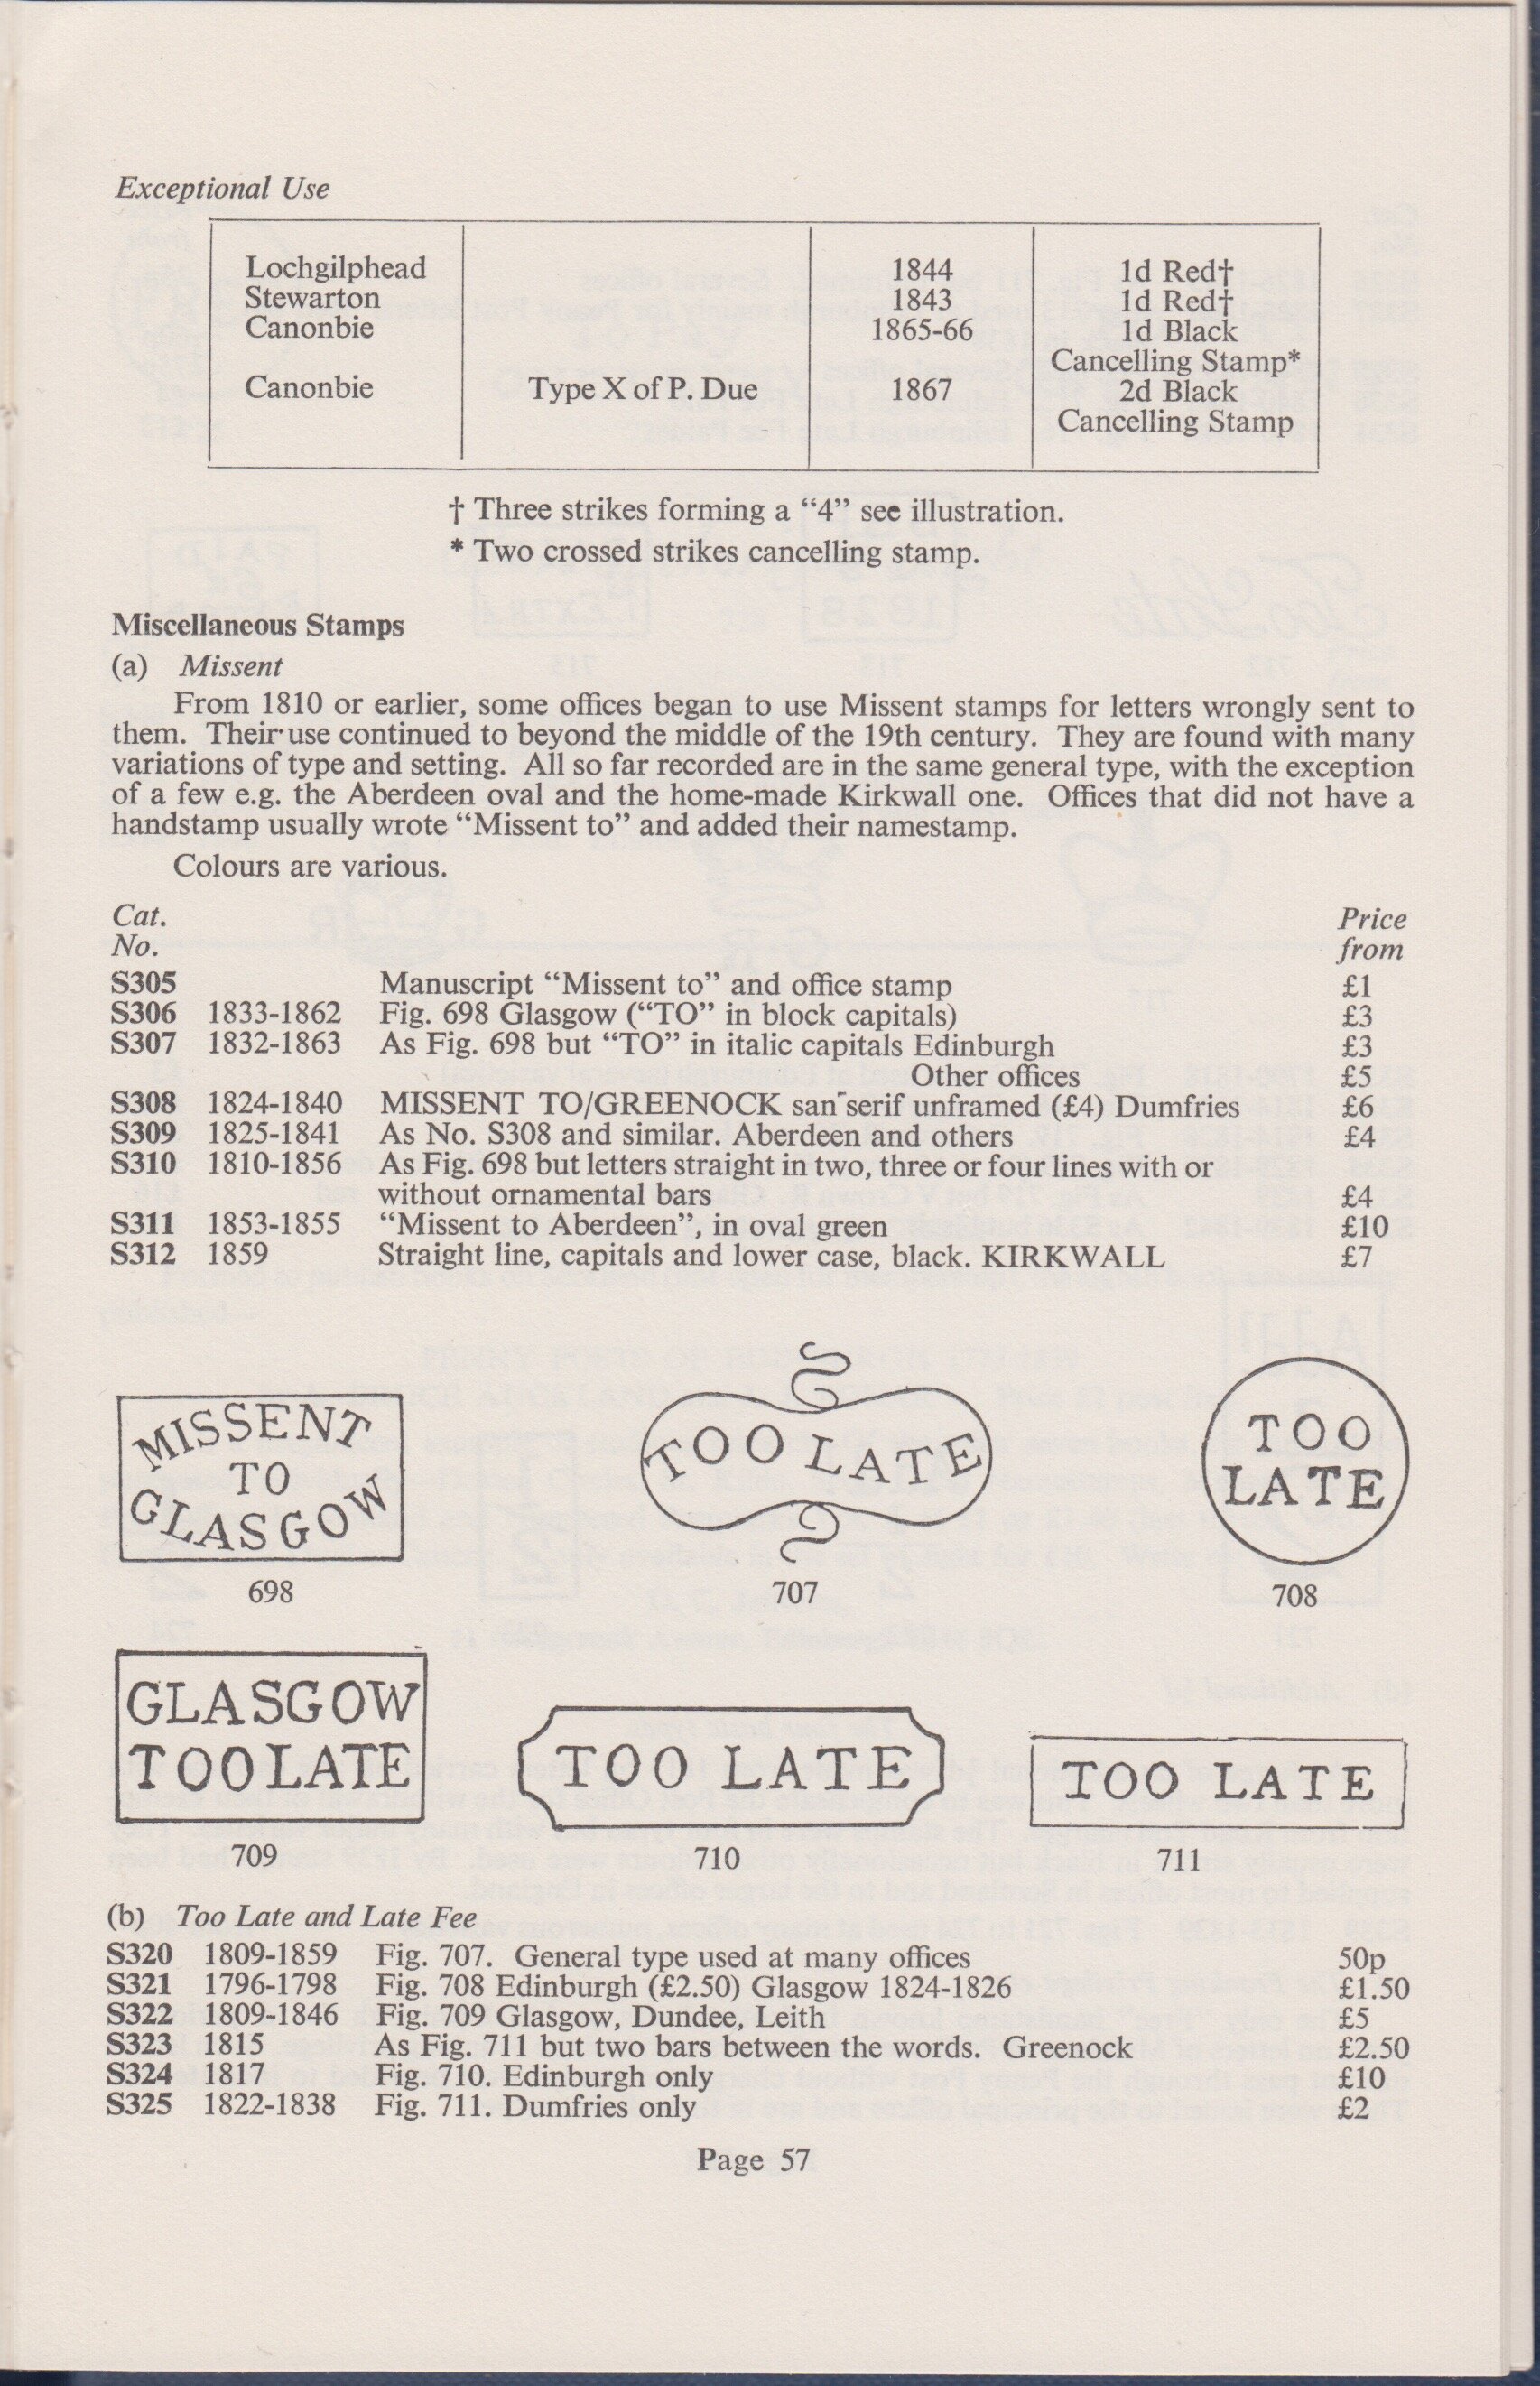 Exceptional Use
Lochgilphead 1844 1d Red†
Stewarton 1843 1d Red†
Canonbie 1865-66 1d Black
Cancelling Stamp*
Canonbie Type X of P. Due 1867 2d Black
Cancelling Stamp
† Three strikes forming a “4” see illustration.
* Two crossed strikes cancelling stamp.
Miscellaneous Stamps
(a) Missent
From 1810 or earlier, some offices began to use Missent stamps for letters wrongly sent to
them. Their use continued to beyond the middle of the 19th century. They are found with many
variations of type and setting. All so far recorded are in the same general type, with the exception
of a few e.g. the Aberdeen oval and the home-made Kirkwall one. Offices that did not have a
handstamp usually wrote “Missent to” and added their namestamp.
Colours are various.
Cat. Price
No. from
S305 Manuscript “Missent to” and office stamp £1
S306 1833-1862 Fig. 698 Glasgow (“TO” in block capitals) £3
S307 1832-1863 As Fig. 698 but “TO” in italic capitals Edinburgh £3
Other offices £5
S308 1824-1840 MISSENT TO/GREENOCK san serif unframed (£4) Dumfries £6
S309 1825-1841 As No. S308 and similar. Aberdeen and others £4
S310 1810-1856 As Fig. 698 but letters straight in two, three or four lines with or
without ornamental bars £4
S311 1853-1855 “Missent to Aberdeen”, in oval green £10
S312 1859 Straight line, capitals and lower case, black. KIRKWALL £7
MISSENT
TO
GLASGOW
698
TOO LATE
707
TOO
LATE
708
GLASGOW
TOO LATE
709
TOO LATE
710
TOO LATE
711
(b) Too Late and Late Fee
S320 1809-1859 Fig. 707. General type used at many offices 50p
S321 1796-1798 Fig. 708 Edinburgh (£2.50) Glasgow 1824-1826 £1.50
S322 1809-1846 Fig. 709 Glasgow, Dundee, Leith £5
S323 1815 As Fig. 711 but two bars between the words. Greenock £2.50
S324 1817 Fig. 710. Edinburgh only £10
S325 1822-1838 Fig. 711. Dumfries only £2
Page 57